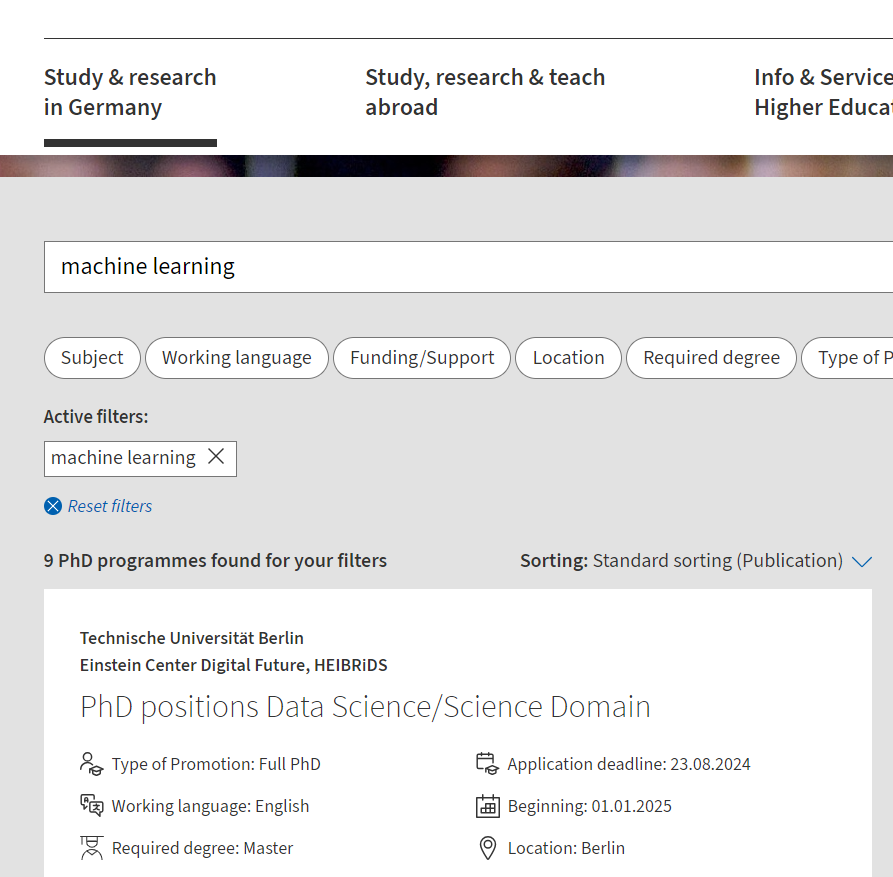 Study & research
in Germany
Study, research & teach
abroad
Info & Service
Higher Educat
machine learning
Subject
Working language
Funding/Support
Location
Required degree
Type of P
Active filters:
machine learning
Reset filters
9 PhD programmes found for your filters
Sorting: Standard sorting (Publication)
Technische Universität Berlin
Einstein Center Digital Future, HEIBRiDS
PhD positions Data Science/Science Domain
Type of Promotion: Full PhD
Application deadline: 23.08.2024
Working language: English
Beginning: 01.01.2025
Required degree: Master
Location: Berlin